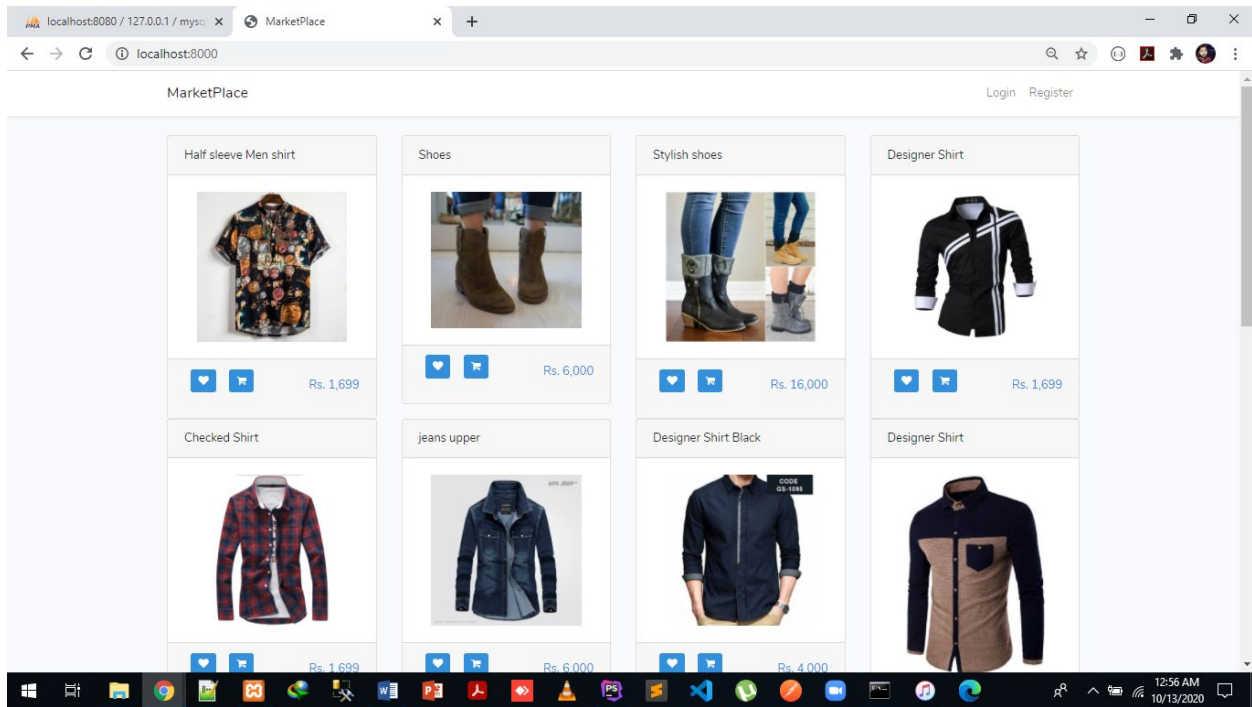 localhost:8080 / 127.0.0.1 / mysq
MarketPlace
localhost:8000
MarketPlace
Login Register
Half sleeve Men shirt
Shoes
Stylish shoes
Designer Shirt
Rs. 1,699
Rs. 6,000
Rs. 16,000
Rs. 1,699
Checked Shirt
jeans upper
Designer Shirt Black
Designer Shirt
CODE
GS-1095
Rs. 1,699
Rs. 6,000
Rs. 4,000
12:56 AM
10/13/2020